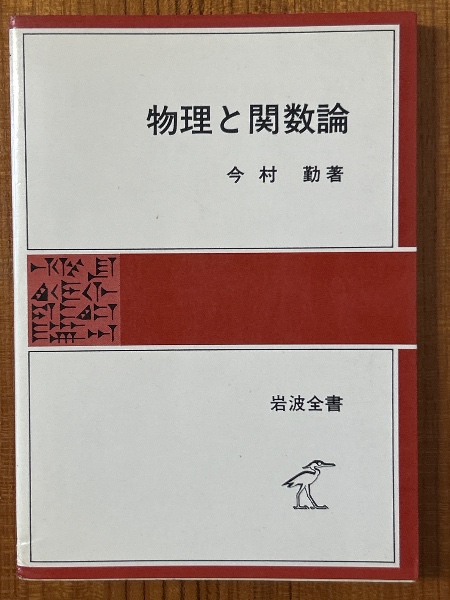 物理と関数論
今村 勤著
岩波全書